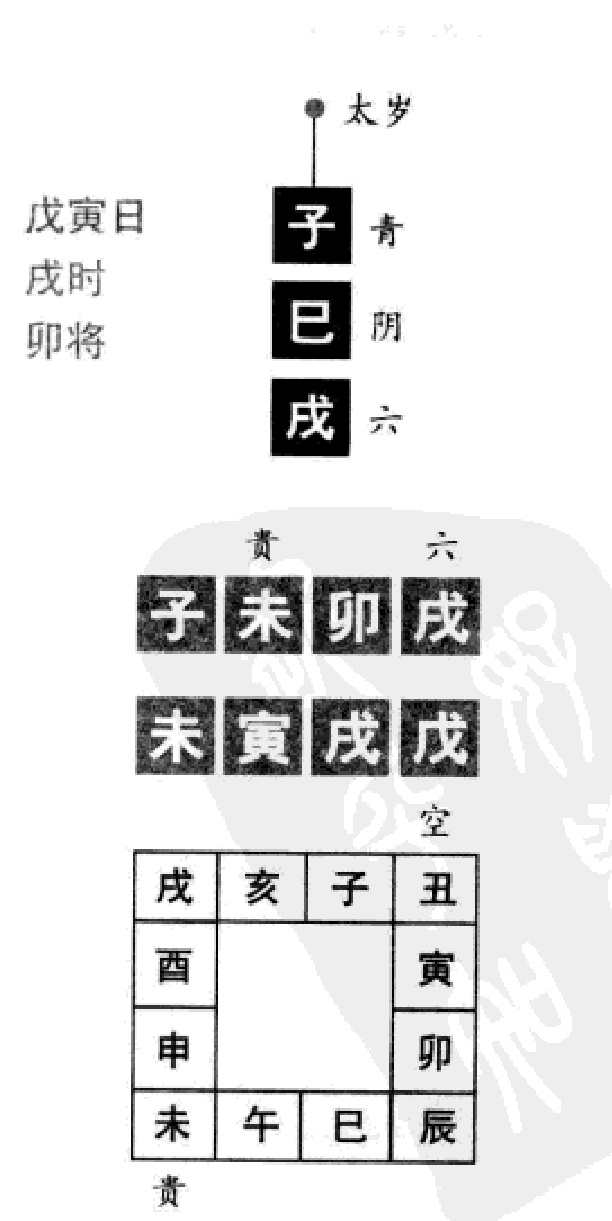 太岁
戊寅日
戌时
卯将
子 青
巳 阴
戌 六
贵 六
子 未 卯 戌
未 寅 戌 戊
空
戌 亥 子 丑
酉 寅
申 卯
未 午 巳 辰
贵